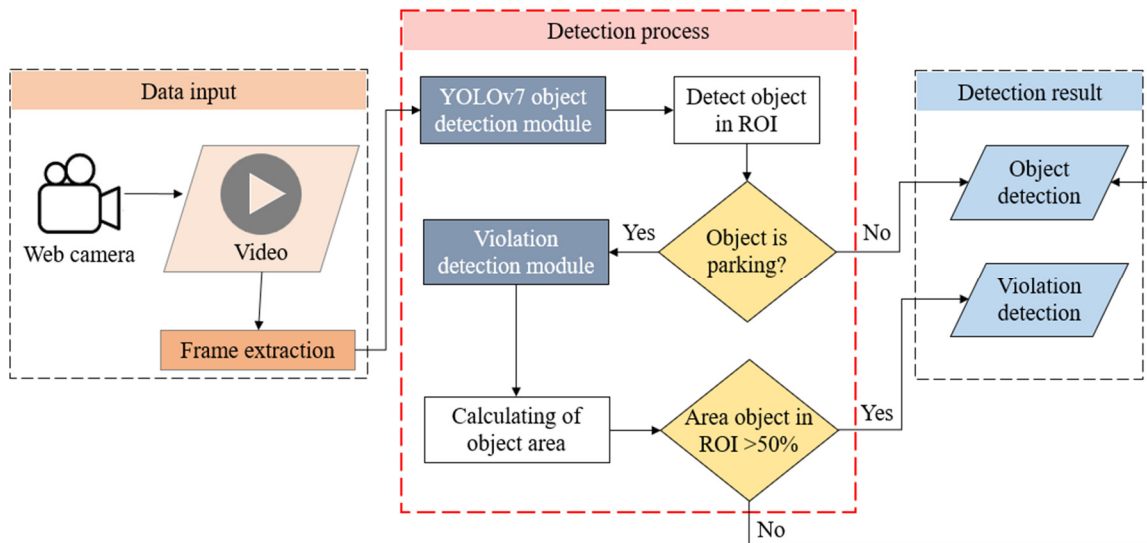 Data input
Web camera
Video
Frame extraction
Detection process
YOLOv7 object
detection module
Detect object
in ROI
Object is
parking?
Yes
No
Violation
detection module
Calculating of
object area
Area object in
ROI >50%
Yes
No
Detection result
Object
detection
Violation
detection